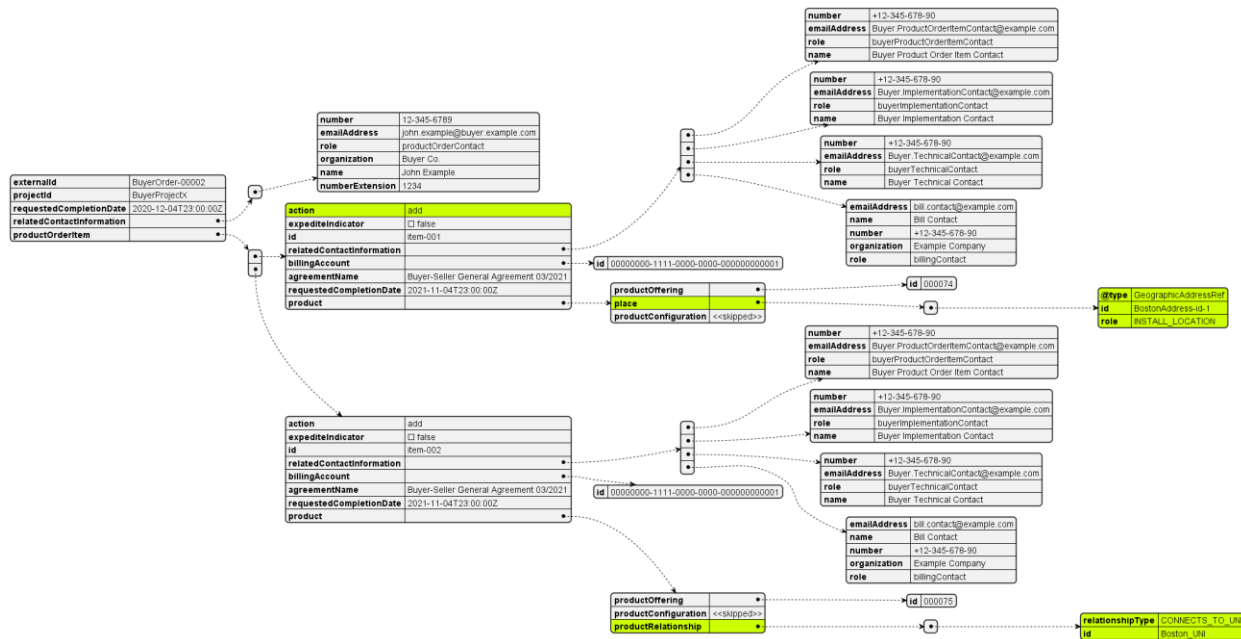 externalId BuyerOrder-00002
projectId BuyerProjectX
requestedCompletionDate 2020-12-04T23:00:00Z
relatedContactInformation
productOrderItem
number 12-345-6789
emailAddress john.example@buyer.example.com
role productOrderContact
organization Buyer Co.
name John Example
numberExtension 1234
action add
expediteIndicator ☐ false
id item-001
relatedContactInformation
billingAccount
agreementName Buyer-Seller General Agreement 03/2021
requestedCompletionDate 2021-11-04T23:00:00Z
product
number +12-345-678-90
emailAddress Buyer.ProductOrderItemContact@example.com
role buyerProductOrderItemContact
name Buyer Product Order Item Contact
number +12-345-678-90
emailAddress Buyer.ImplementationContact@example.com
role buyerImplementationContact
name Buyer Implementation Contact
number +12-345-678-90
emailAddress Buyer.TechnicalContact@example.com
role buyerTechnicalContact
name Buyer Technical Contact
emailAddress bill.contact@example.com
name Bill Contact
number +12-345-678-90
organization Example Company
role billingContact
id 00000000-1111-0000-0000-000000000001
productOffering
place
productConfiguration <<skipped>>
id 000074
@type GeographicAddressRef
id BostonAddress-id-1
role INSTALL_LOCATION
action add
expediteIndicator ☐ false
id item-002
relatedContactInformation
billingAccount
agreementName Buyer-Seller General Agreement 03/2021
requestedCompletionDate 2021-11-04T23:00:00Z
product
number +12-345-678-90
emailAddress Buyer.ProductOrderItemContact@example.com
role buyerProductOrderItemContact
name Buyer Product Order Item Contact
number +12-345-678-90
emailAddress Buyer.ImplementationContact@example.com
role buyerImplementationContact
name Buyer Implementation Contact
number +12-345-678-90
emailAddress Buyer.TechnicalContact@example.com
role buyerTechnicalContact
name Buyer Technical Contact
emailAddress bill.contact@example.com
name Bill Contact
number +12-345-678-90
organization Example Company
role billingContact
id 00000000-1111-0000-0000-000000000001
productOffering
productConfiguration <<skipped>>
productRelationship
id 000075
relationshipType CONNECTS_TO_UNI
id Boston_UNI